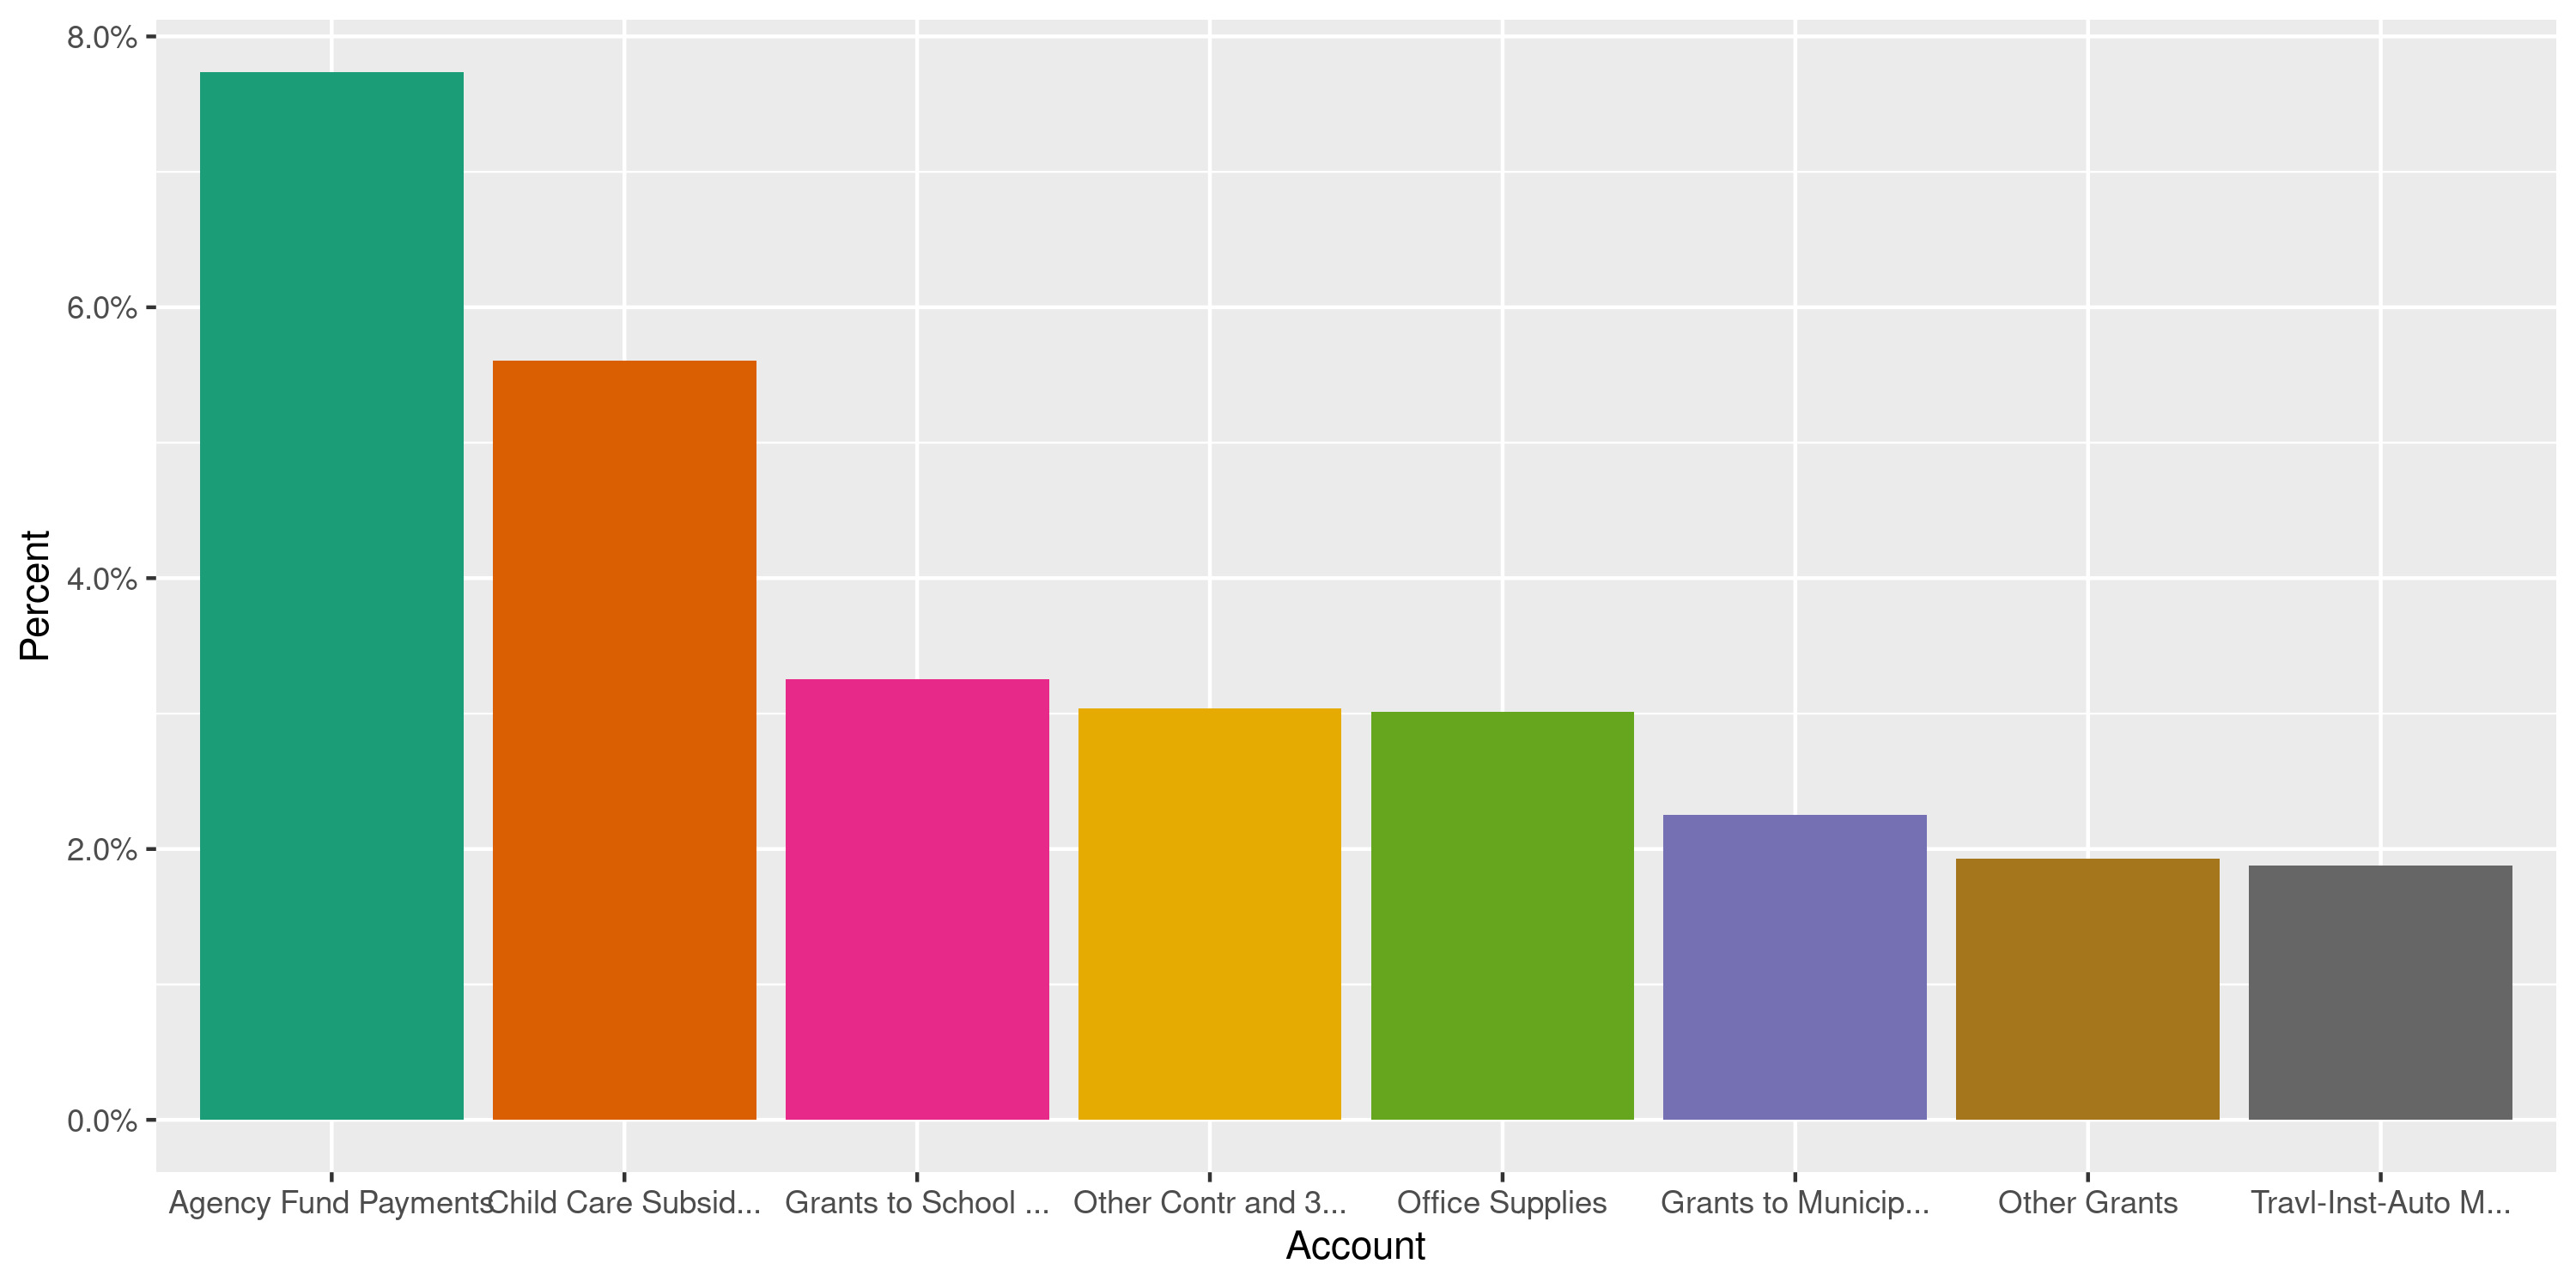 8.0%
6.0%
4.0%
2.0%
0.0%
Percent
Agency Fund Payments
Child Care Subsid...
Grants to School ...
Other Contr and 3...
Office Supplies
Grants to Municip...
Other Grants
Travl-Inst-Auto M...
Account